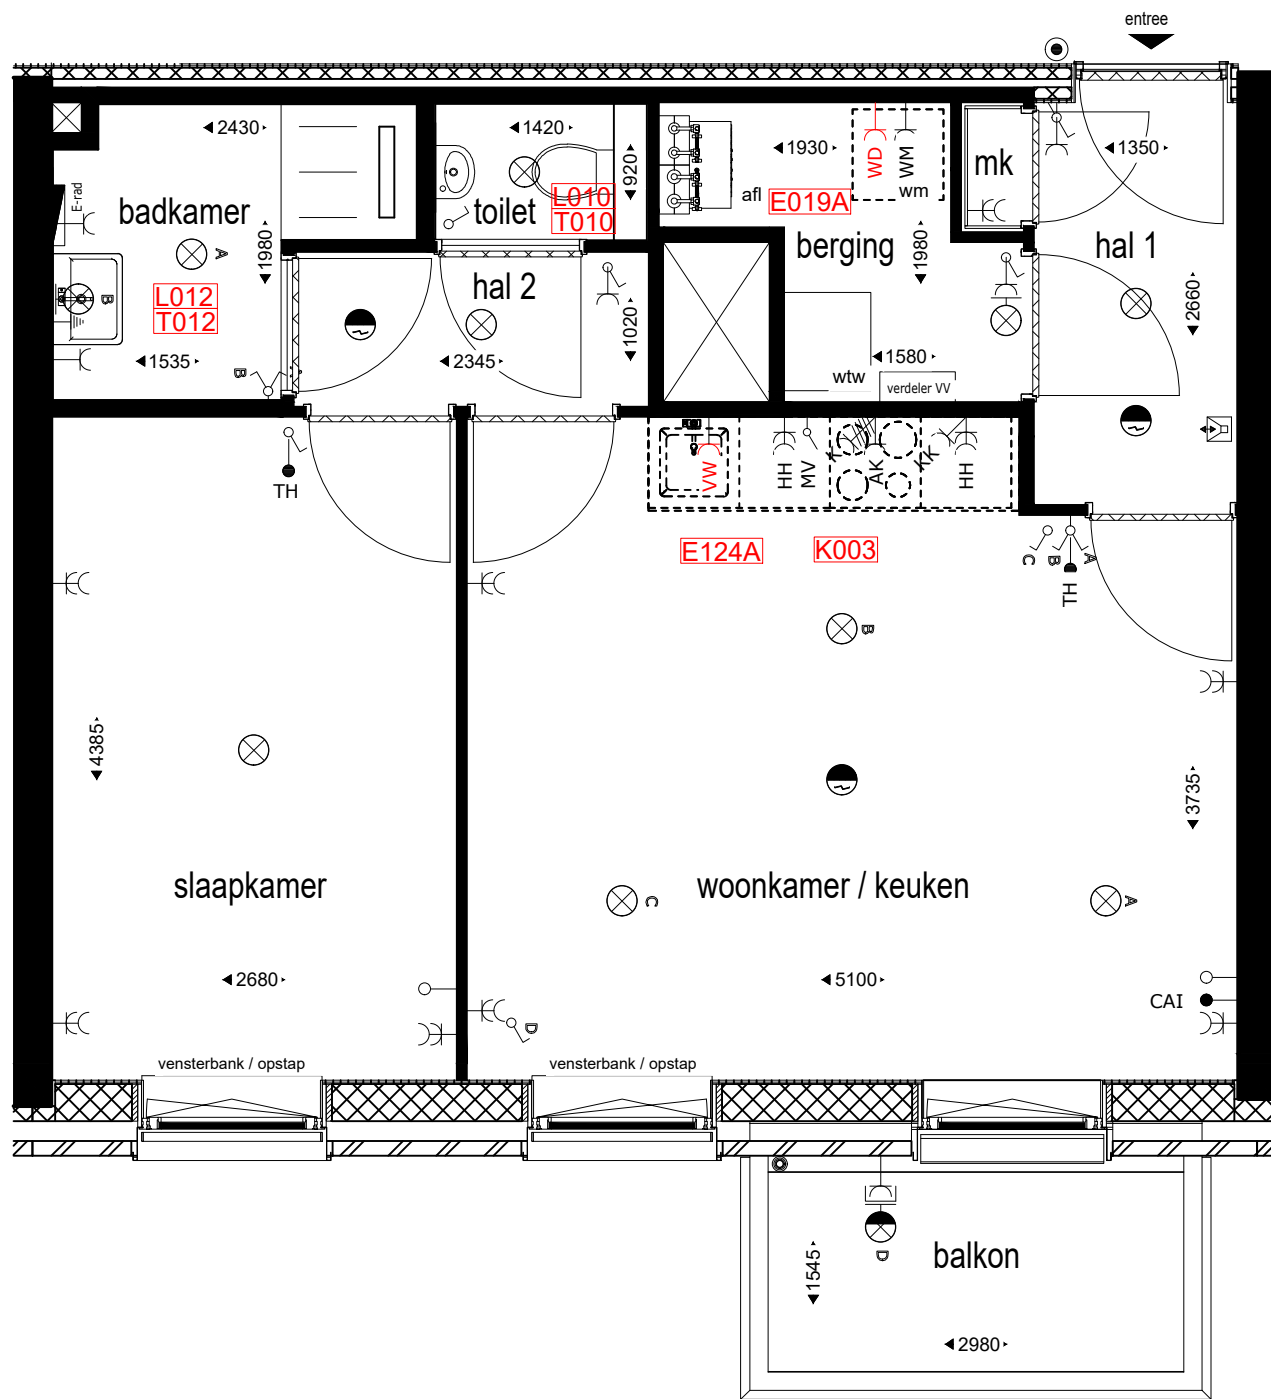 entree
2430
1420
920
1930
WD
WM
wm
mk
1350
E-rad
badkamer
toilet
L010
T010
afl
E019A
berging
1980
hal 1
1980
A
L012
T012
B
hal 2
1020
2660
1535
2345
1580
B
wtw
verdeler VV
TH
VW
HH
MV
K
AK
KK
HH
E124A
K003
C
B
A
TH
B
4385
3735
slaapkamer
woonkamer / keuken
C
A
2680
5100
CAI
D
vensterbank / opstap
vensterbank / opstap
D
1545
balkon
2980